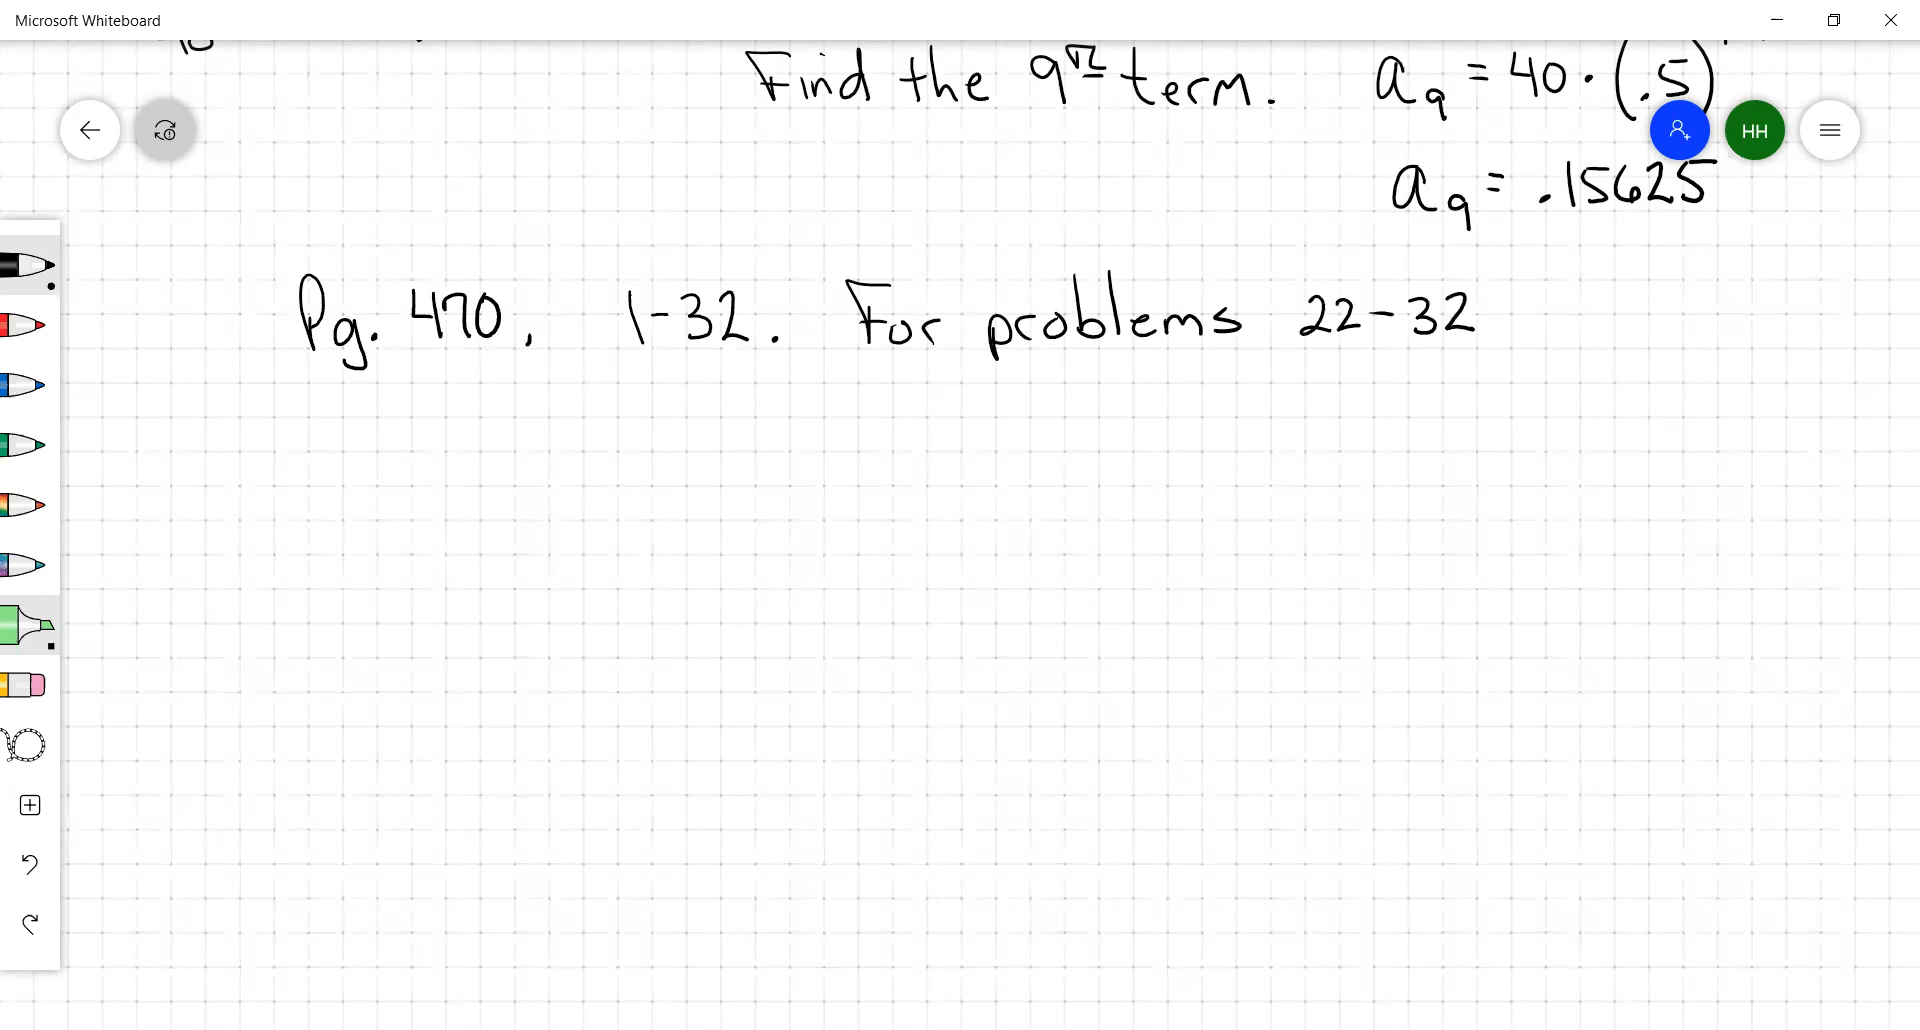 Microsoft Whiteboard
Find the 9th term. a9 = 40 · (.5)
HH
a9 = .15625
Pg. 470, 1-32. For problems 22-32